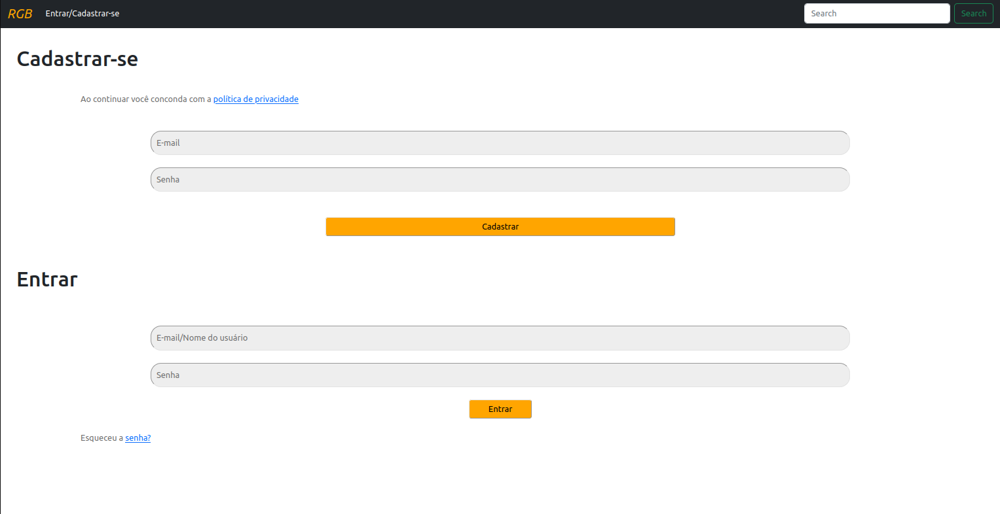 RGB Entrar/Cadastrar-se Search Search
Cadastrar-se
Ao continuar você conconda com a política de privacidade
E-mail
Senha
Cadastrar
Entrar
E-mail/Nome do usuário
Senha
Entrar
Esqueceu a senha?